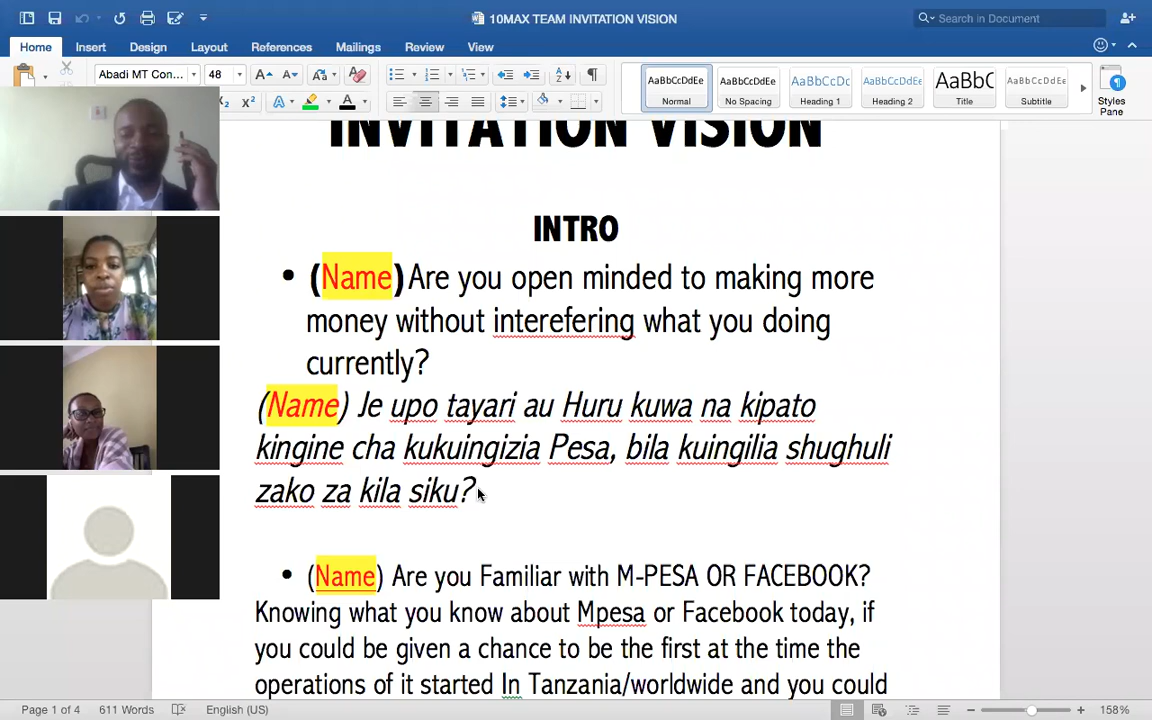 10MAX TEAM INVITATION VISION
Search in Document
Home Insert Design Layout References Mailings Review View
Abadi MT Con... 48
AaBbCcDdEe AaBbCcDdEe AaBbCcDc AaBbCcDdEe AaBbC AaBbCcDdEe
Normal No Spacing Heading 1 Heading 2 Title Subtitle
Styles
Pane
INVITATION VISION
INTRO
• (Name) Are you open minded to making more
money without interefering what you doing
currently?
(Name) Je upo tayari au Huru kuwa na kipato
kingine cha kukuingizia Pesa, bila kuingilia shughuli
zako za kila siku?
• (Name) Are you Familiar with M-PESA OR FACEBOOK?
Knowing what you know about Mpesa or Facebook today, if
you could be given a chance to be the first at the time the
operations of it started In Tanzania/worldwide and you could
Page 1 of 4 611 Words English (US) 158%